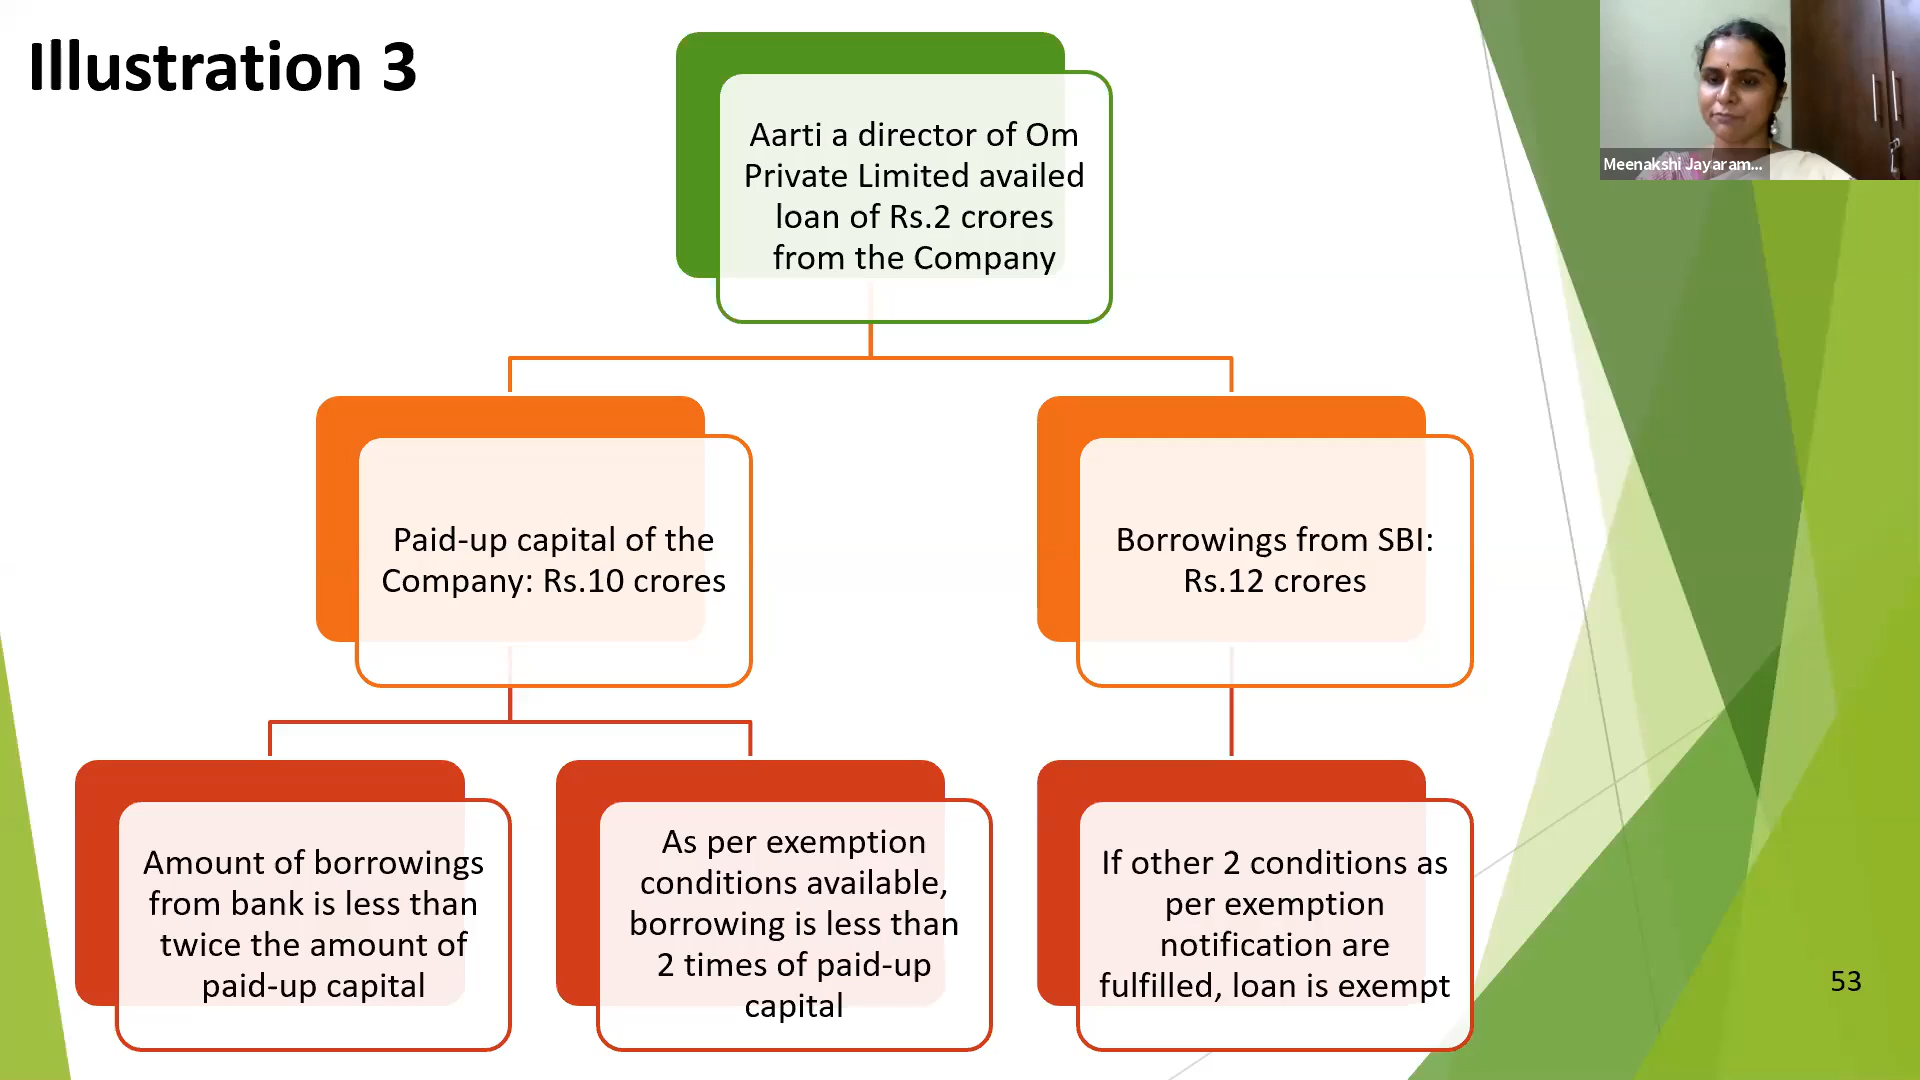 Illustration 3
Aarti a director of Om
Private Limited availed
loan of Rs.2 crores
from the Company
Meenakshi Jayaram...
Paid-up capital of the
Company: Rs.10 crores
Borrowings from SBI:
Rs.12 crores
Amount of borrowings
from bank is less than
twice the amount of
paid-up capital
As per exemption
conditions available,
borrowing is less than
2 times of paid-up
capital
If other 2 conditions as
per exemption
notification are
fulfilled, loan is exempt
53